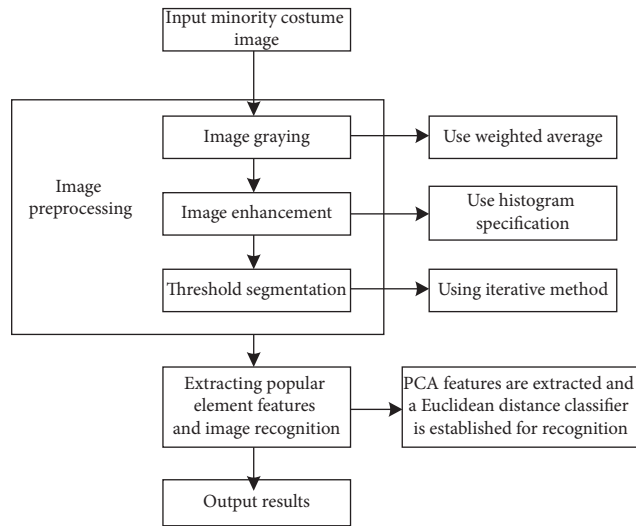 Input minority costume
image
Image graying
Use weighted average
Image
preprocessing
Image enhancement
Use histogram
specification
Threshold segmentation
Using iterative method
Extracting popular
element features
and image recognition
PCA features are extracted and
a Euclidean distance classifier
is established for recognition
Output results